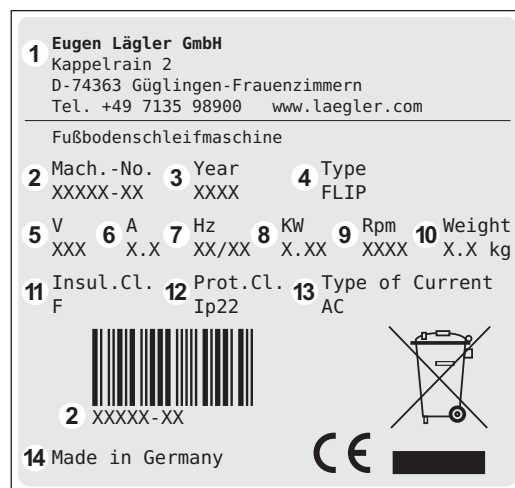 1 Eugen Lägler GmbH
Kappelrain 2
D-74363 Güglingen-Frauenzimmern
Tel. +49 7135 98900 www.laegler.com
Fußbodenschleifmaschine
2 Mach.-No. 3 Year 4 Type
XXXXX-XX XXXX FLIP
5 V 6 A 7 Hz 8 KW 9 Rpm 10 Weight
XXX X.X XX/XX X.XX XXXX X.X kg
11 Insul.Cl. 12 Prot.Cl. 13 Type of Current
F Ip22 AC
2 XXXXX-XX
14 Made in Germany CE